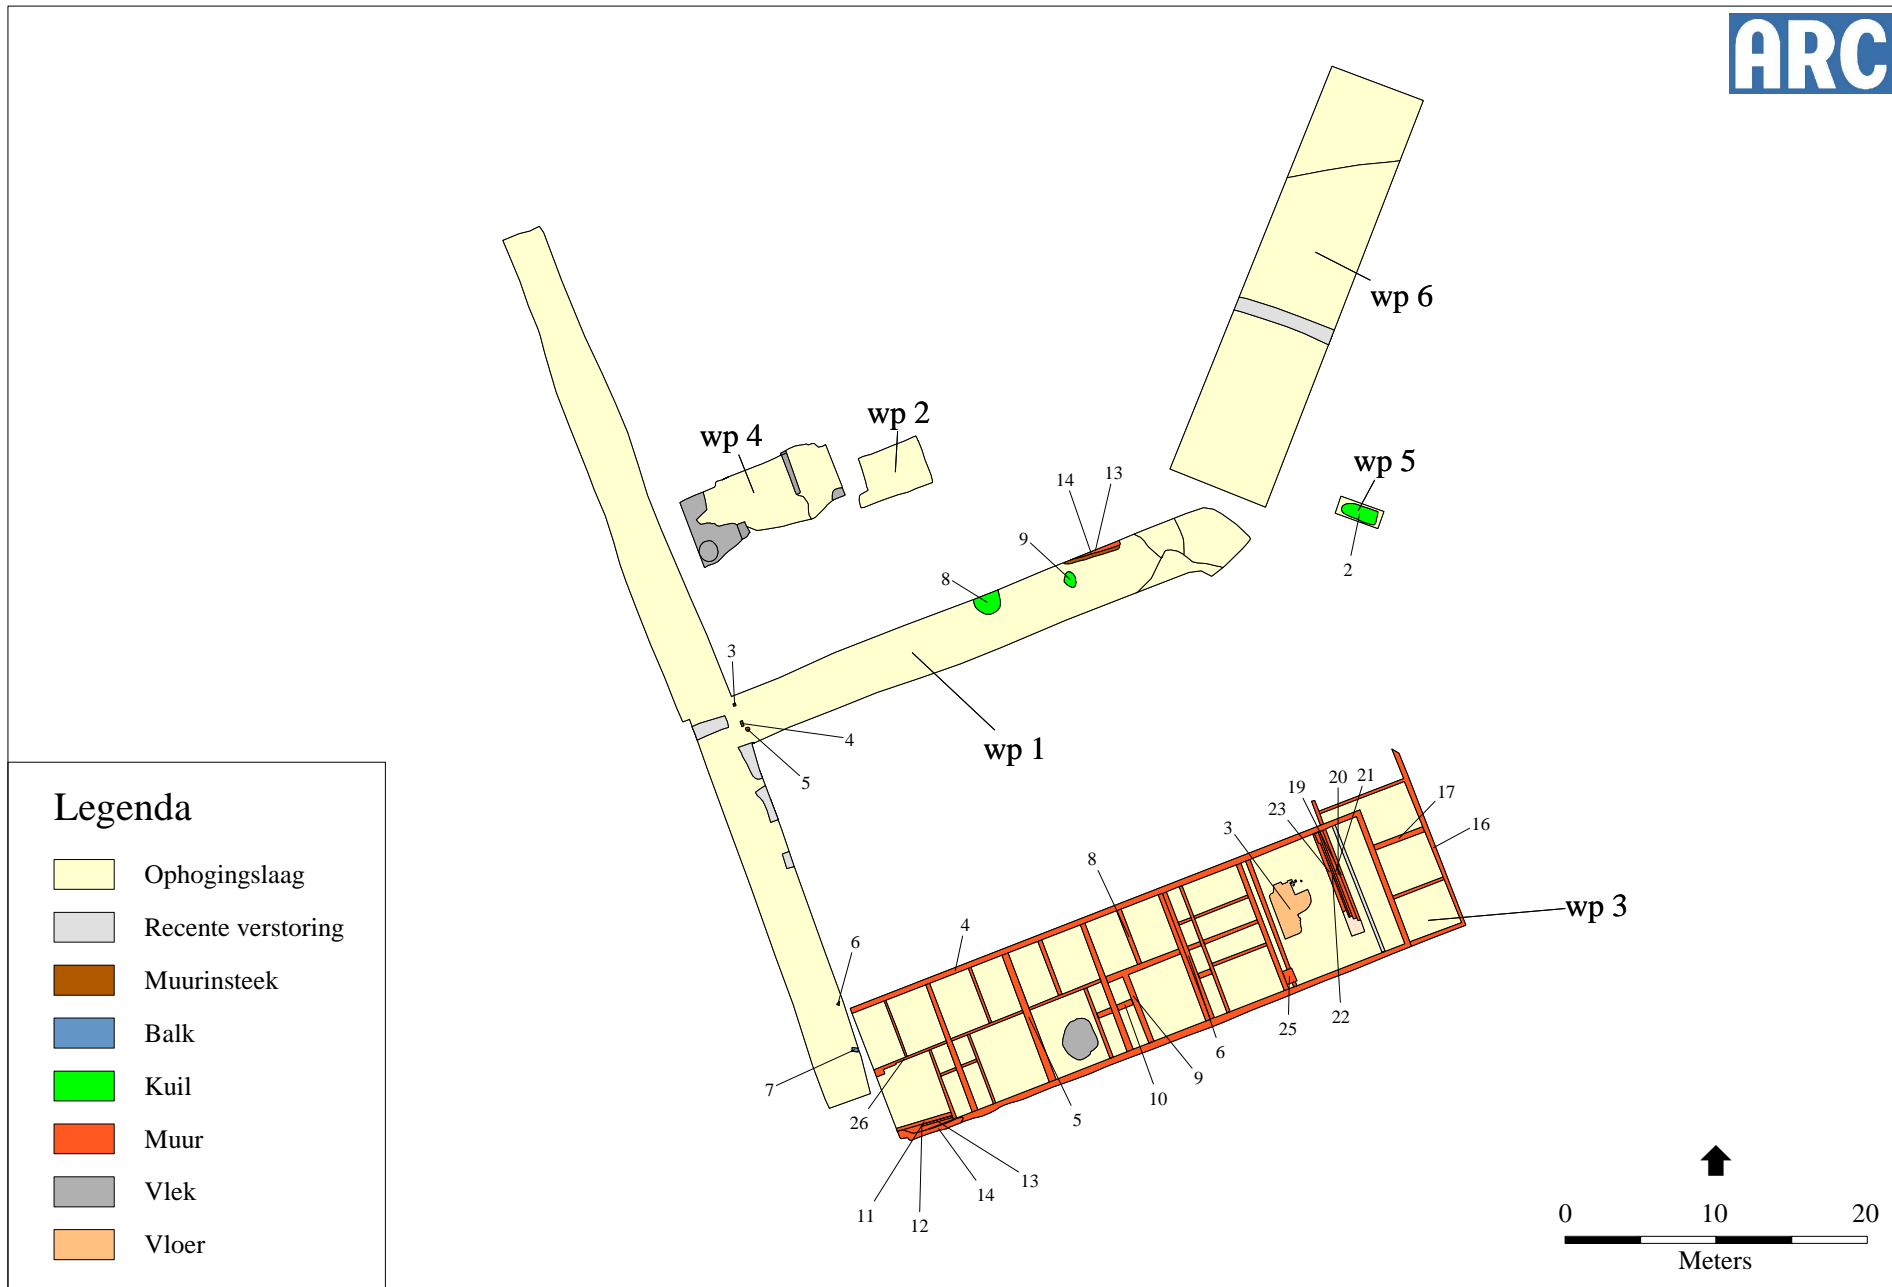 ARC
wp 6
wp 2
wp 4
wp 5
14 13
9
8
2
3
4
5
wp 1
6
7
19 20 21
23
3
17
16
8
4
wp 3
22
25
6
9
10
5
26
13
14
11
12
Legenda
Ophogingslaag
Recente verstoring
Muurinsteek
Balk
Kuil
Muur
Vlek
Vloer
0 10 20
Meters